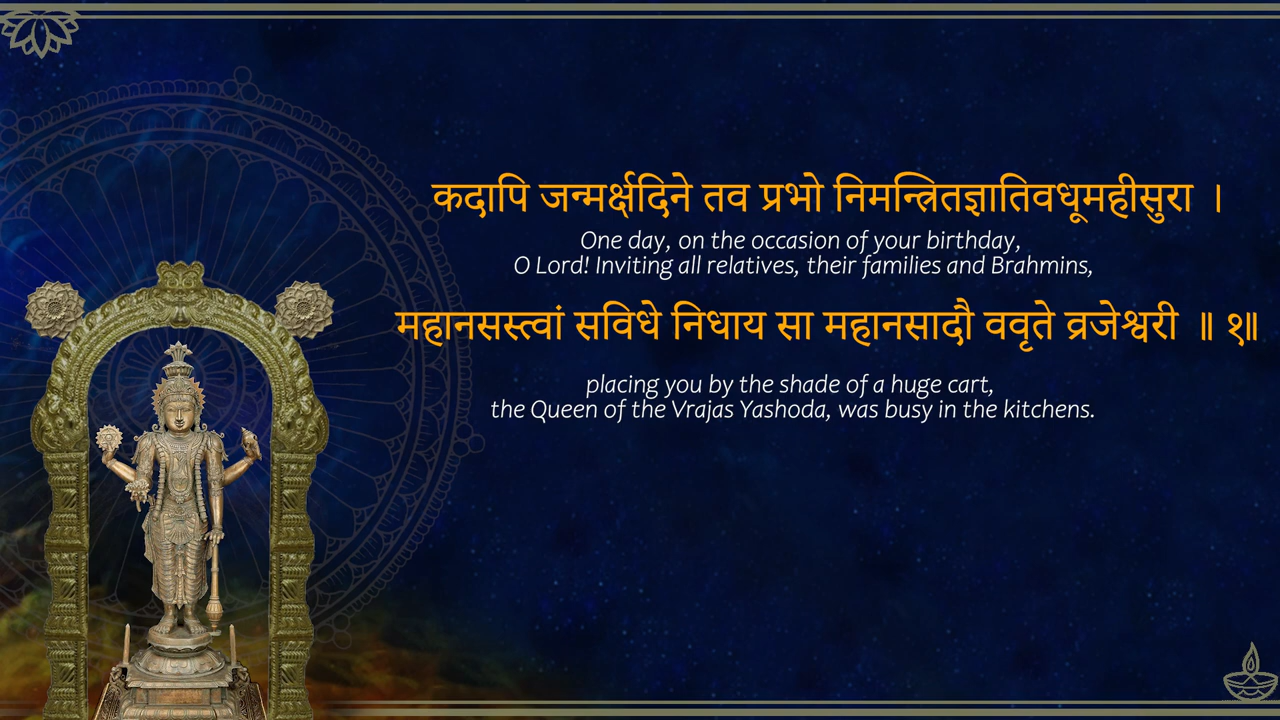 कदापि जन्मर्क्षदिने तव प्रभो निमन्त्रितज्ञातिवधूमहीसुरा ।
One day, on the occasion of your birthday,
O Lord! Inviting all relatives, their families and Brahmins,
महानसस्त्वां सविधे निधाय सा महानसादौ ववृते व्रजेश्वरी ॥ १॥
placing you by the shade of a huge cart,
the Queen of the Vrajas Yashoda, was busy in the kitchens.